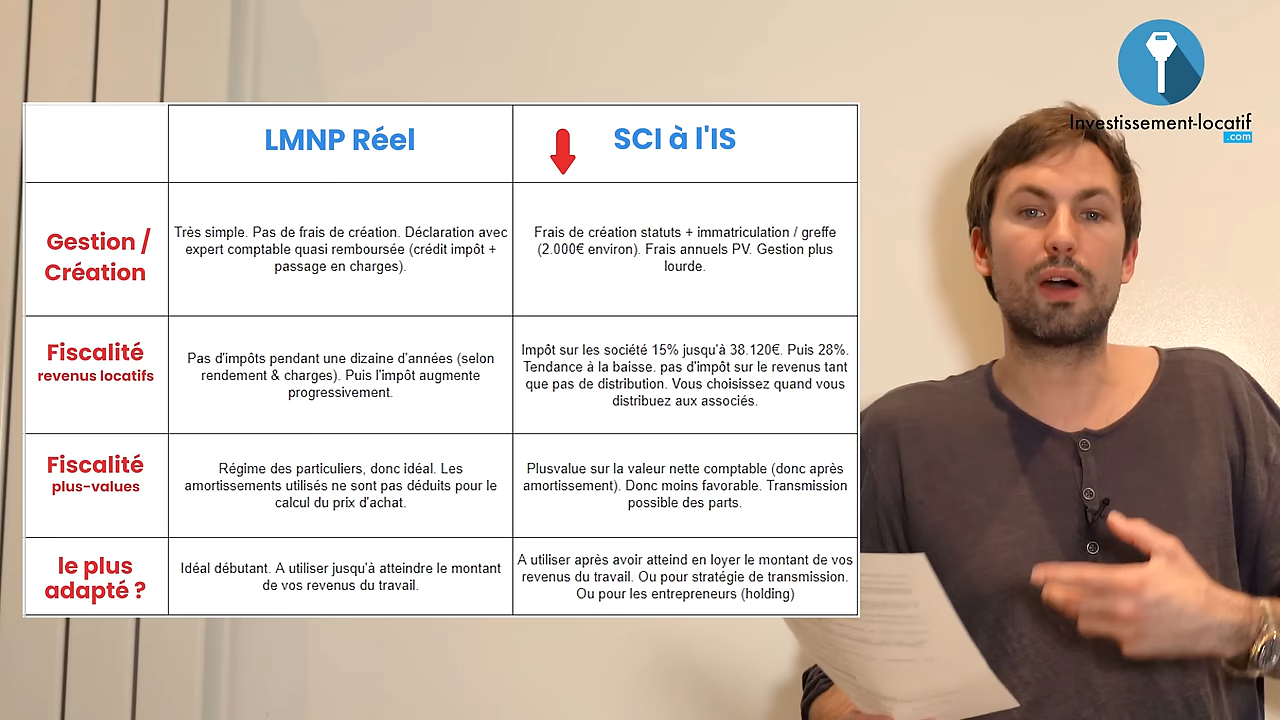 Investissement-locatif
.com
LMNP Réel
SCI à l'IS
Gestion /
Création
Très simple. Pas de frais de création. Déclaration avec
expert comptable quasi remboursée (crédit impôt +
passage en charges).
Frais de création statuts + immatriculation / greffe
(2.000€ environ). Frais annuels PV. Gestion plus
lourde.
Fiscalité
revenus locatifs
Pas d'impôts pendant une dizaine d'années (selon
rendement & charges). Puis l'impôt augmente
progressivement.
Impôt sur les société 15% jusqu'à 38.120€. Puis 28%.
Tendance à la baisse. pas d'impôt sur le revenus tant
que pas de distribution. Vous choisissez quand vous
distribuez aux associés.
Fiscalité
plus-values
Régime des particuliers, donc idéal. Les
amortissements utilisés ne sont pas déduits pour le
calcul du prix d'achat.
Plusvalue sur la valeur nette comptable (donc après
amortissement). Donc moins favorable. Transmission
possible des parts.
le plus
adapté ?
Idéal débutant. A utiliser jusqu'à atteindre le montant
de vos revenus du travail.
A utiliser après avoir atteind en loyer le montant de vos
revenus du travail. Ou pour stratégie de transmission.
Ou pour les entrepreneurs (holding)